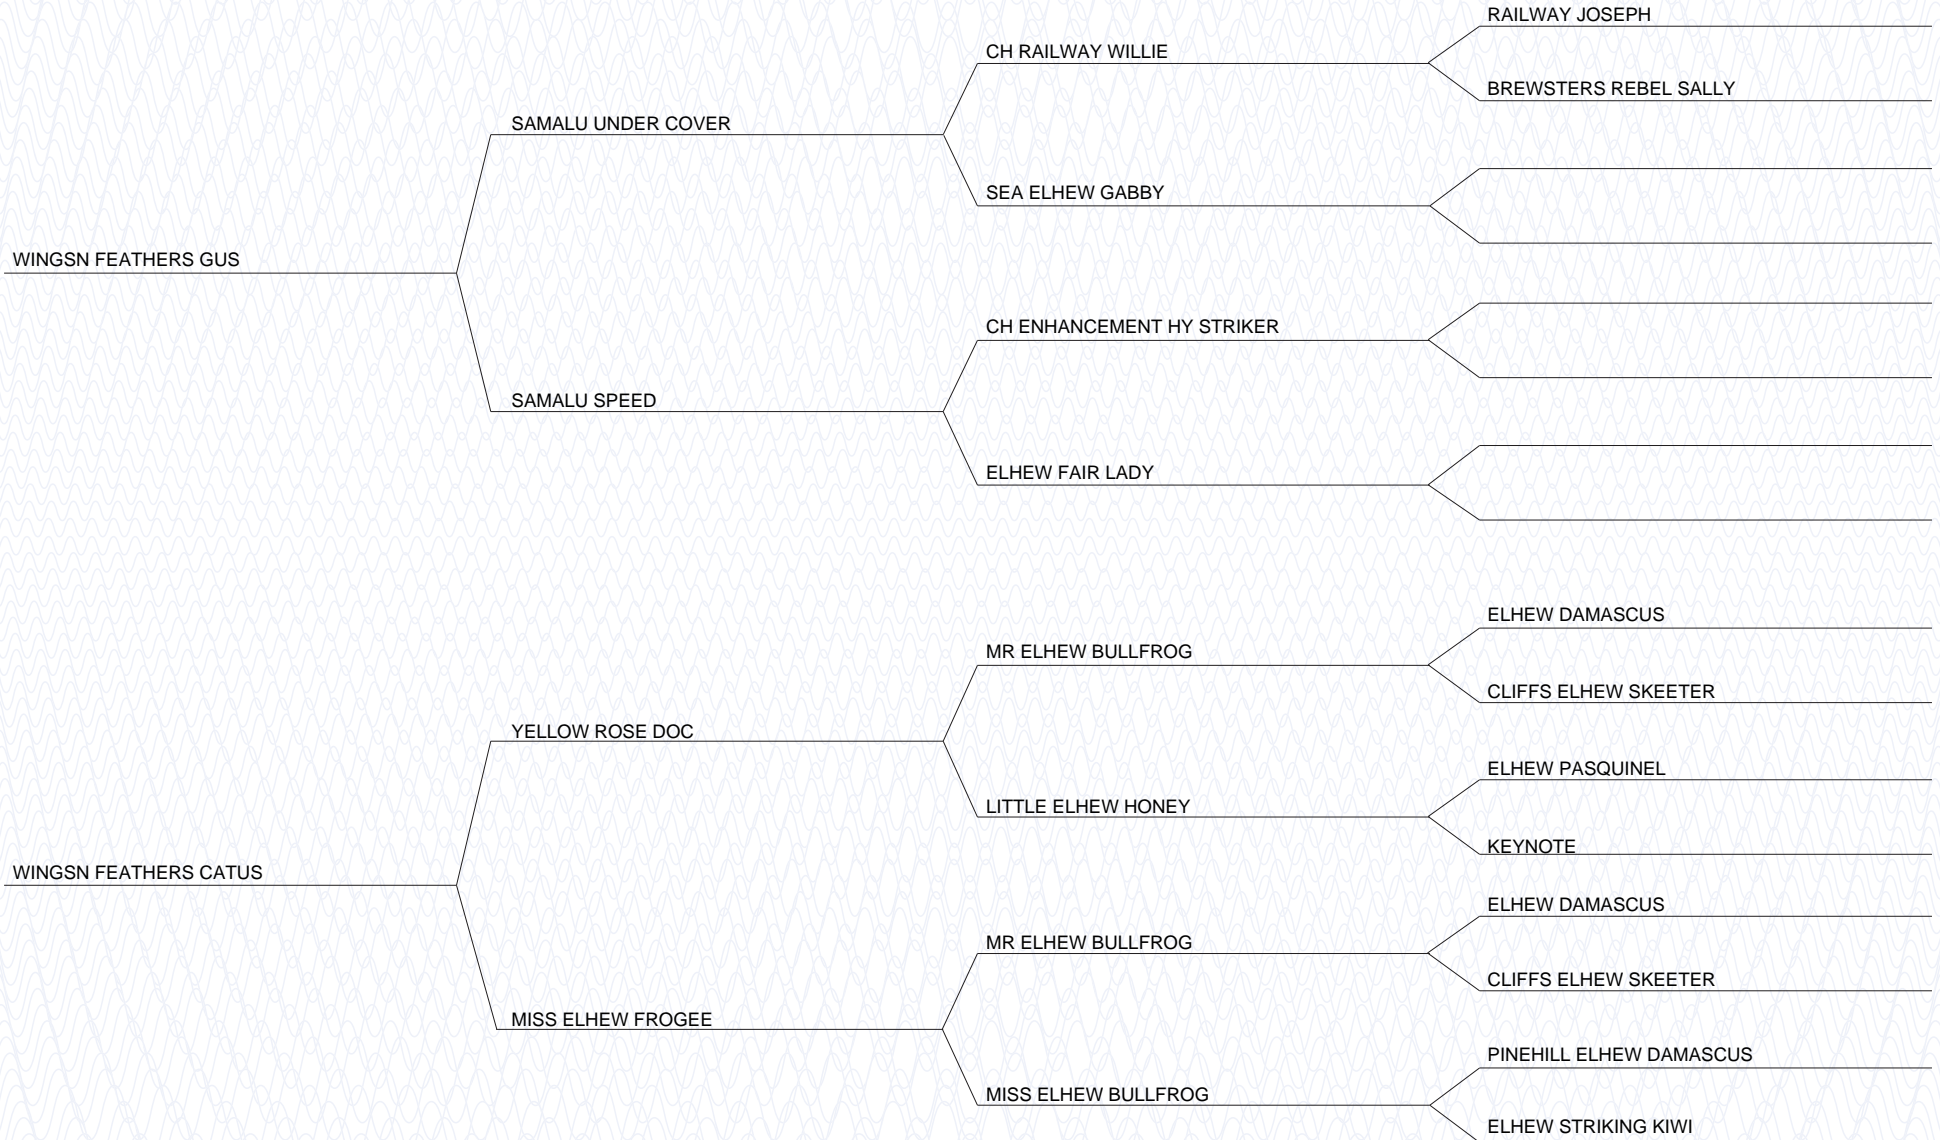 RAILWAY JOSEPH
CH RAILWAY WILLIE
BREWSTERS REBEL SALLY
SAMALU UNDER COVER
SEA ELHEW GABBY
WINGSN FEATHERS GUS
CH ENHANCEMENT HY STRIKER
SAMALU SPEED
ELHEW FAIR LADY
ELHEW DAMASCUS
MR ELHEW BULLFROG
CLIFFS ELHEW SKEETER
YELLOW ROSE DOC
ELHEW PASQUINEL
LITTLE ELHEW HONEY
KEYNOTE
WINGSN FEATHERS CATUS
ELHEW DAMASCUS
MR ELHEW BULLFROG
CLIFFS ELHEW SKEETER
MISS ELHEW FROGEE
PINEHILL ELHEW DAMASCUS
MISS ELHEW BULLFROG
ELHEW STRIKING KIWI